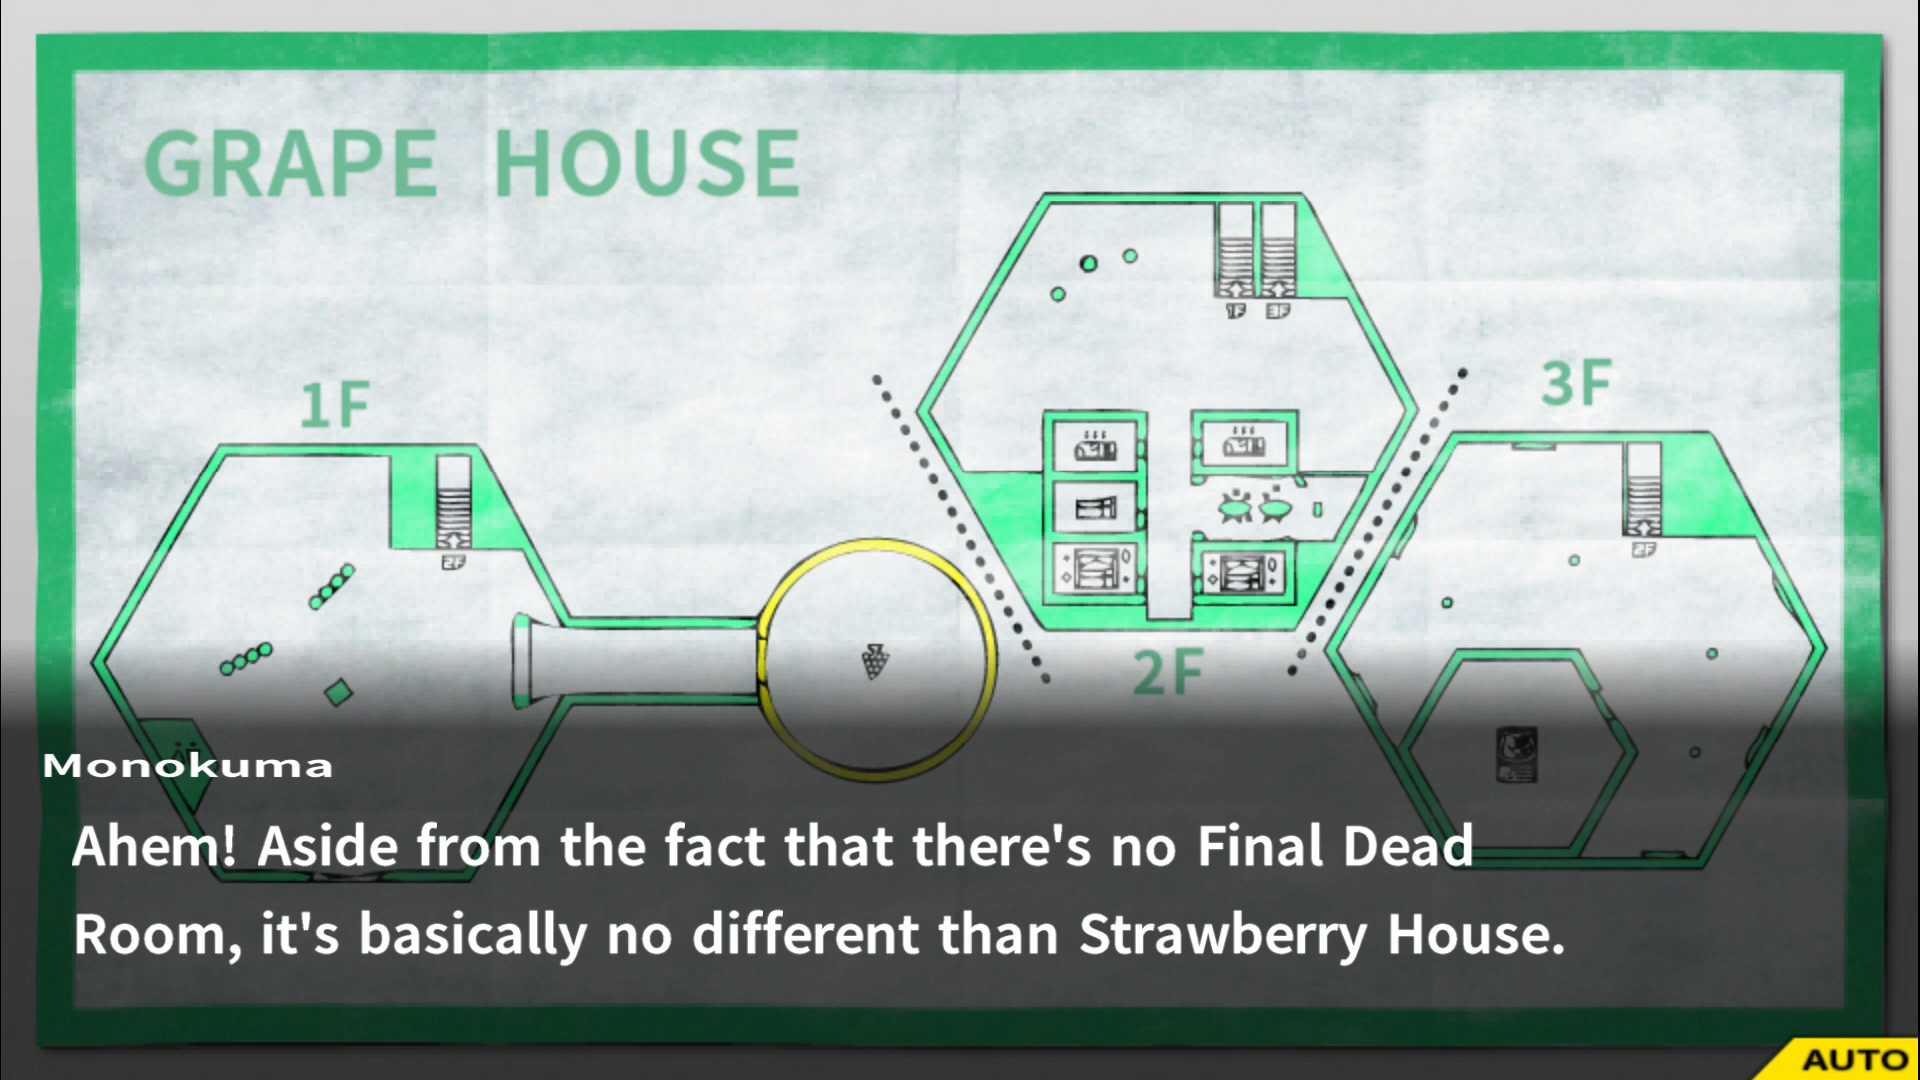 GRAPE HOUSE
1F
3F
1F 3F
2F
2F
2F
Monokuma
Ahem! Aside from the fact that there's no Final Dead
Room, it's basically no different than Strawberry House.
AUTO